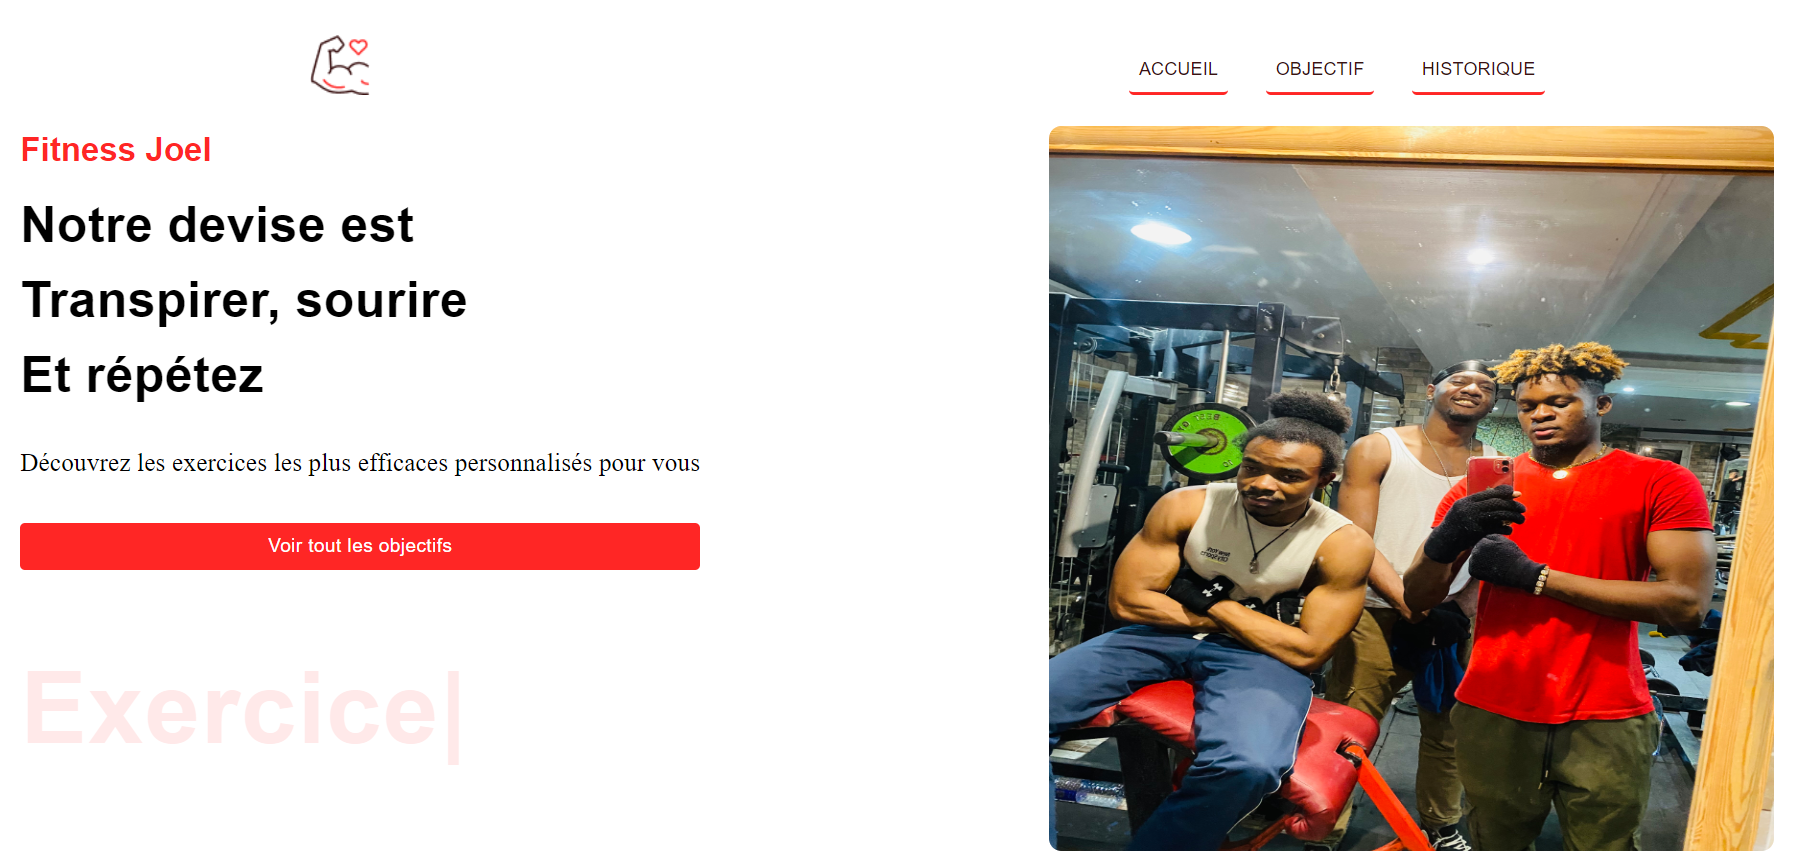 ACCUEIL OBJECTIF HISTORIQUE
Fitness Joel
Notre devise est
Transpirer, sourire
Et répétez
Découvrez les exercices les plus efficaces personnalisés pour vous
Voir tout les objectifs
Exercice|